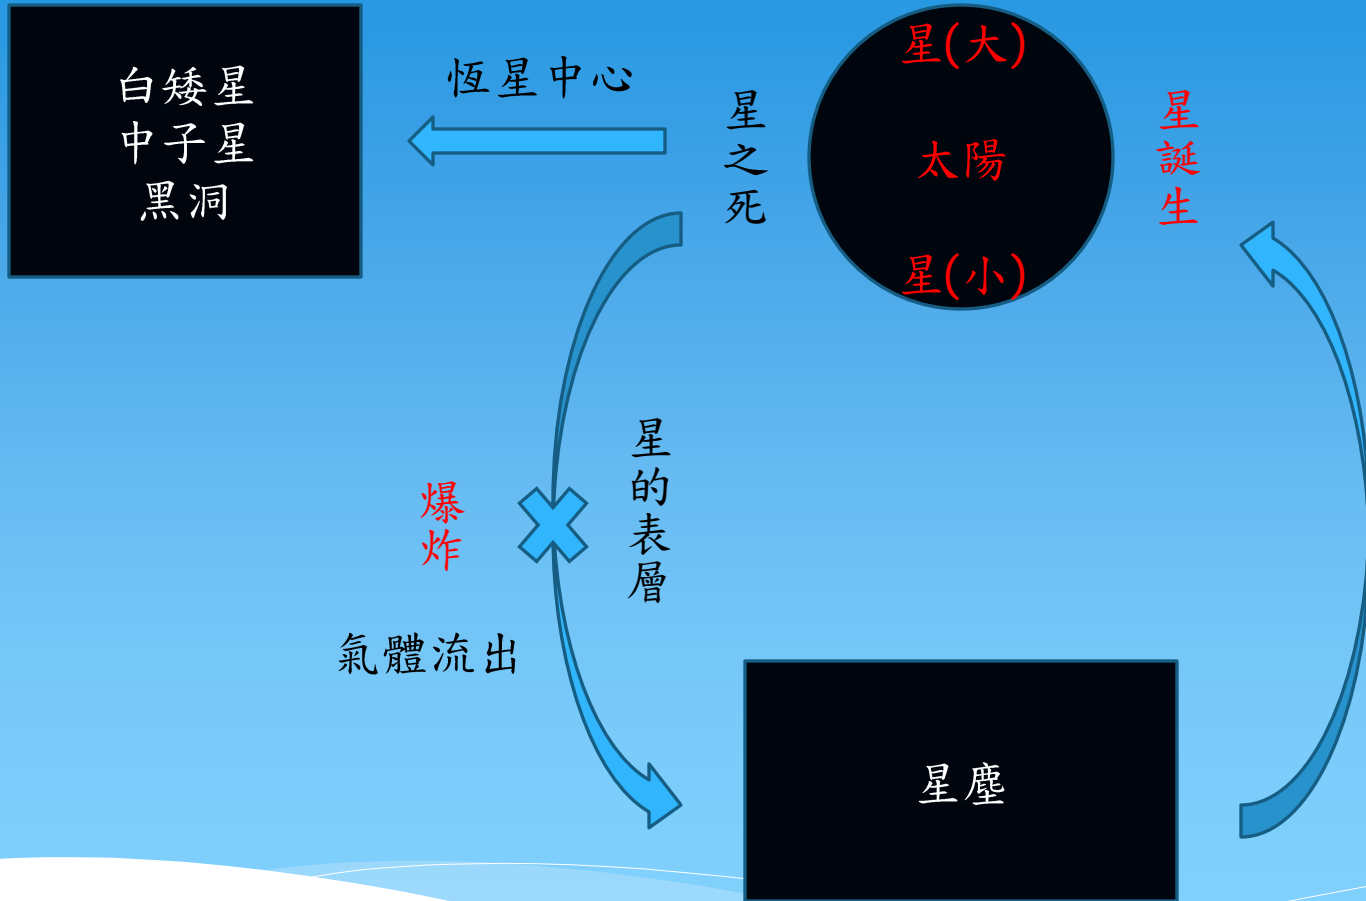 白矮星
中子星
黑洞
恆星中心
星之死
星(大)
太陽
星(小)
星誕生
星的表層
爆炸
氣體流出
星塵